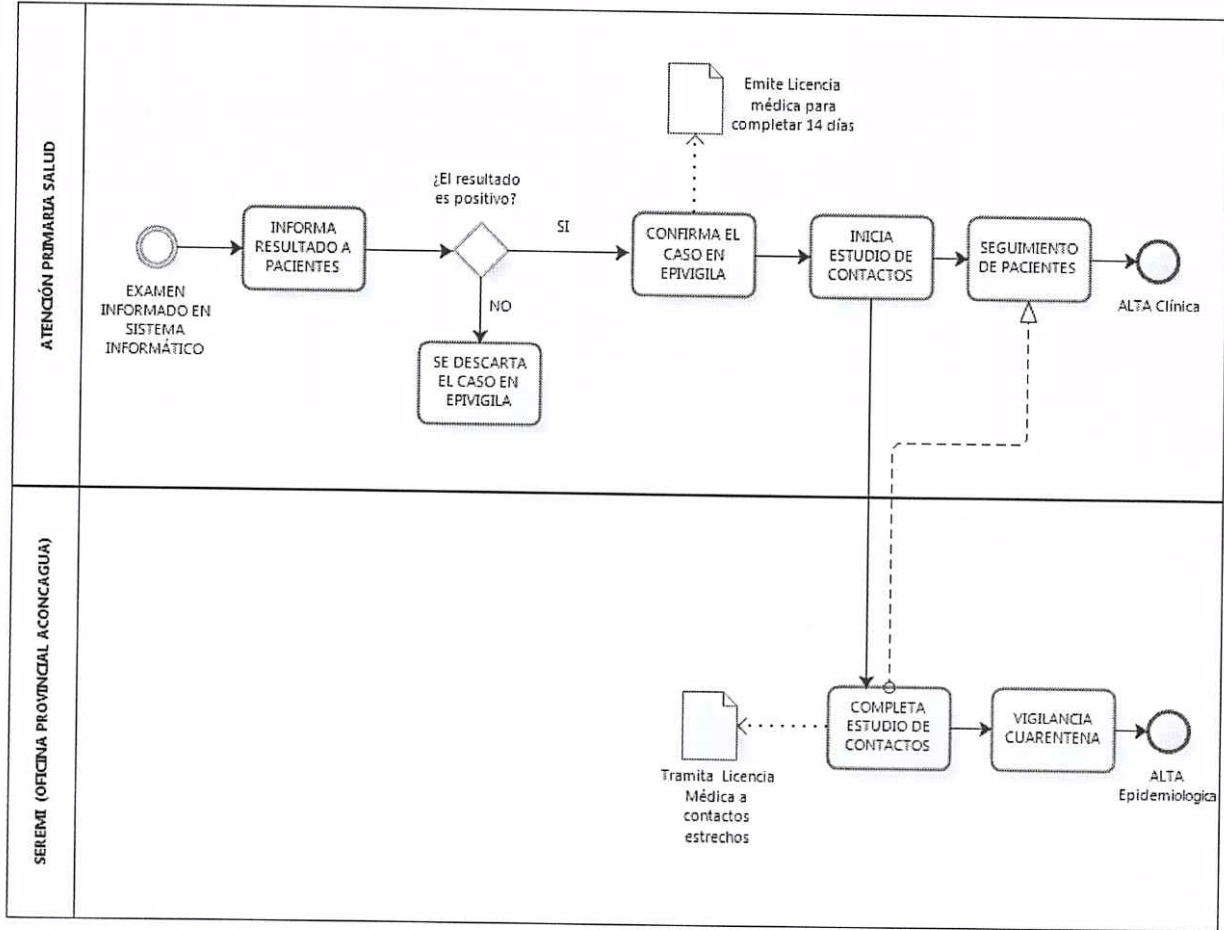 ATENCIÓN PRIMARIA SALUD
Emite Licencia
médica para
completar 14 días
¿El resultado
es positivo?
INFORMA
RESULTADO A
PACIENTES
SI
CONFIRMA EL
CASO EN
EPIVIGILA
INICIA
ESTUDIO DE
CONTACTOS
SEGUIMIENTO
DE PACIENTES
EXAMEN
INFORMADO EN
SISTEMA
INFORMÁTICO
ALTA Clínica
NO
SE DESCARTA
EL CASO EN
EPIVIGILA
SEREMI (OFICINA PROVINCIAL ACONCAGUA)
COMPLETA
ESTUDIO DE
CONTACTOS
VIGILANCIA
CUARENTENA
Tramita Licencia
Médica a
contactos
estrechos
ALTA
Epidemiologica